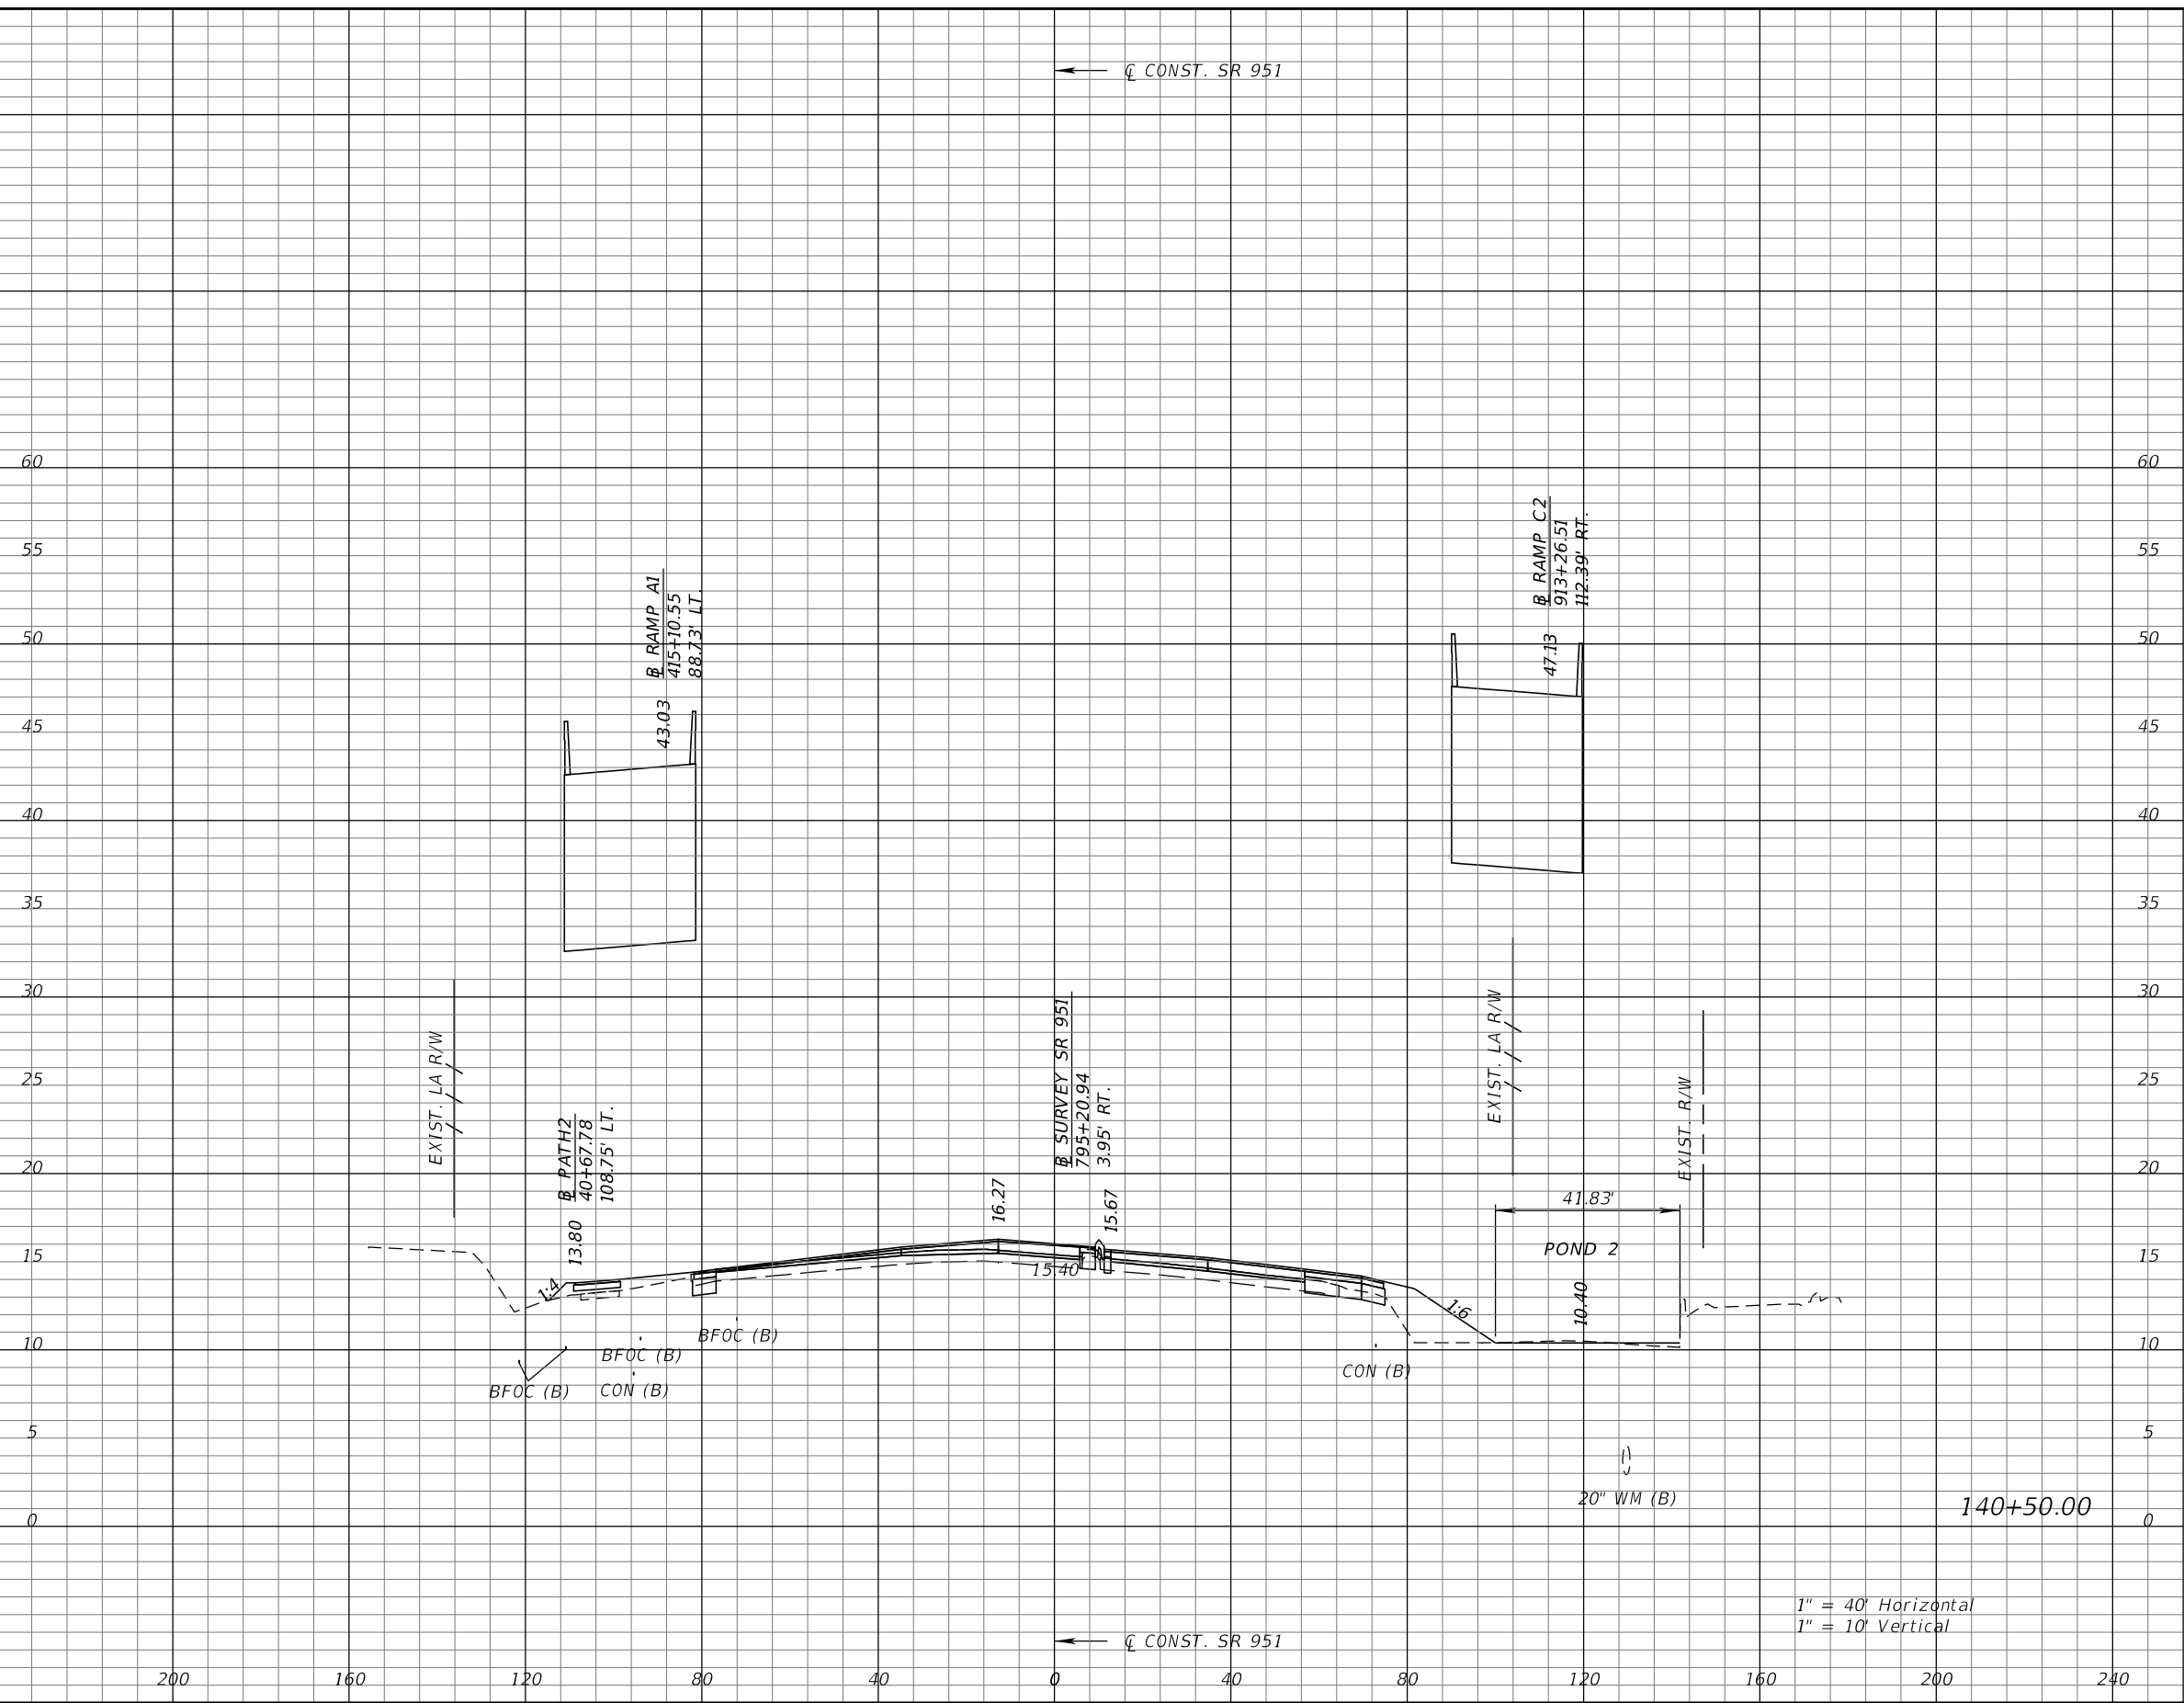 ℄ CONST. SR 951
60
60
55
55
50
50
45
45
40
40
35
35
30
30
25
25
20
20
15
15
10
10
5
5
0
0
℄ RAMP A1
415+10.55
88.73' LT.
43.03
B RAMP C2
913+26.51
112.39' RT.
47.13
EXIST. LA R/W
B PATH2
40+67.78
108.75' LT.
13.80
1:4
B SURVEY SR 951
795+20.94
3.95' RT.
16.27
15.67
15.40
EXIST. LA R/W
EXIST. R/W
41.83'
POND 2
10.40
1:6
BFOC (B)
BFOC (B)
BFOC (B)
CON (B)
CON (B)
20" WM (B)
140+50.00
1" = 40' Horizontal
1" = 10' Vertical
℄ CONST. SR 951
200 160 120 80 40 0 40 80 120 160 200 240